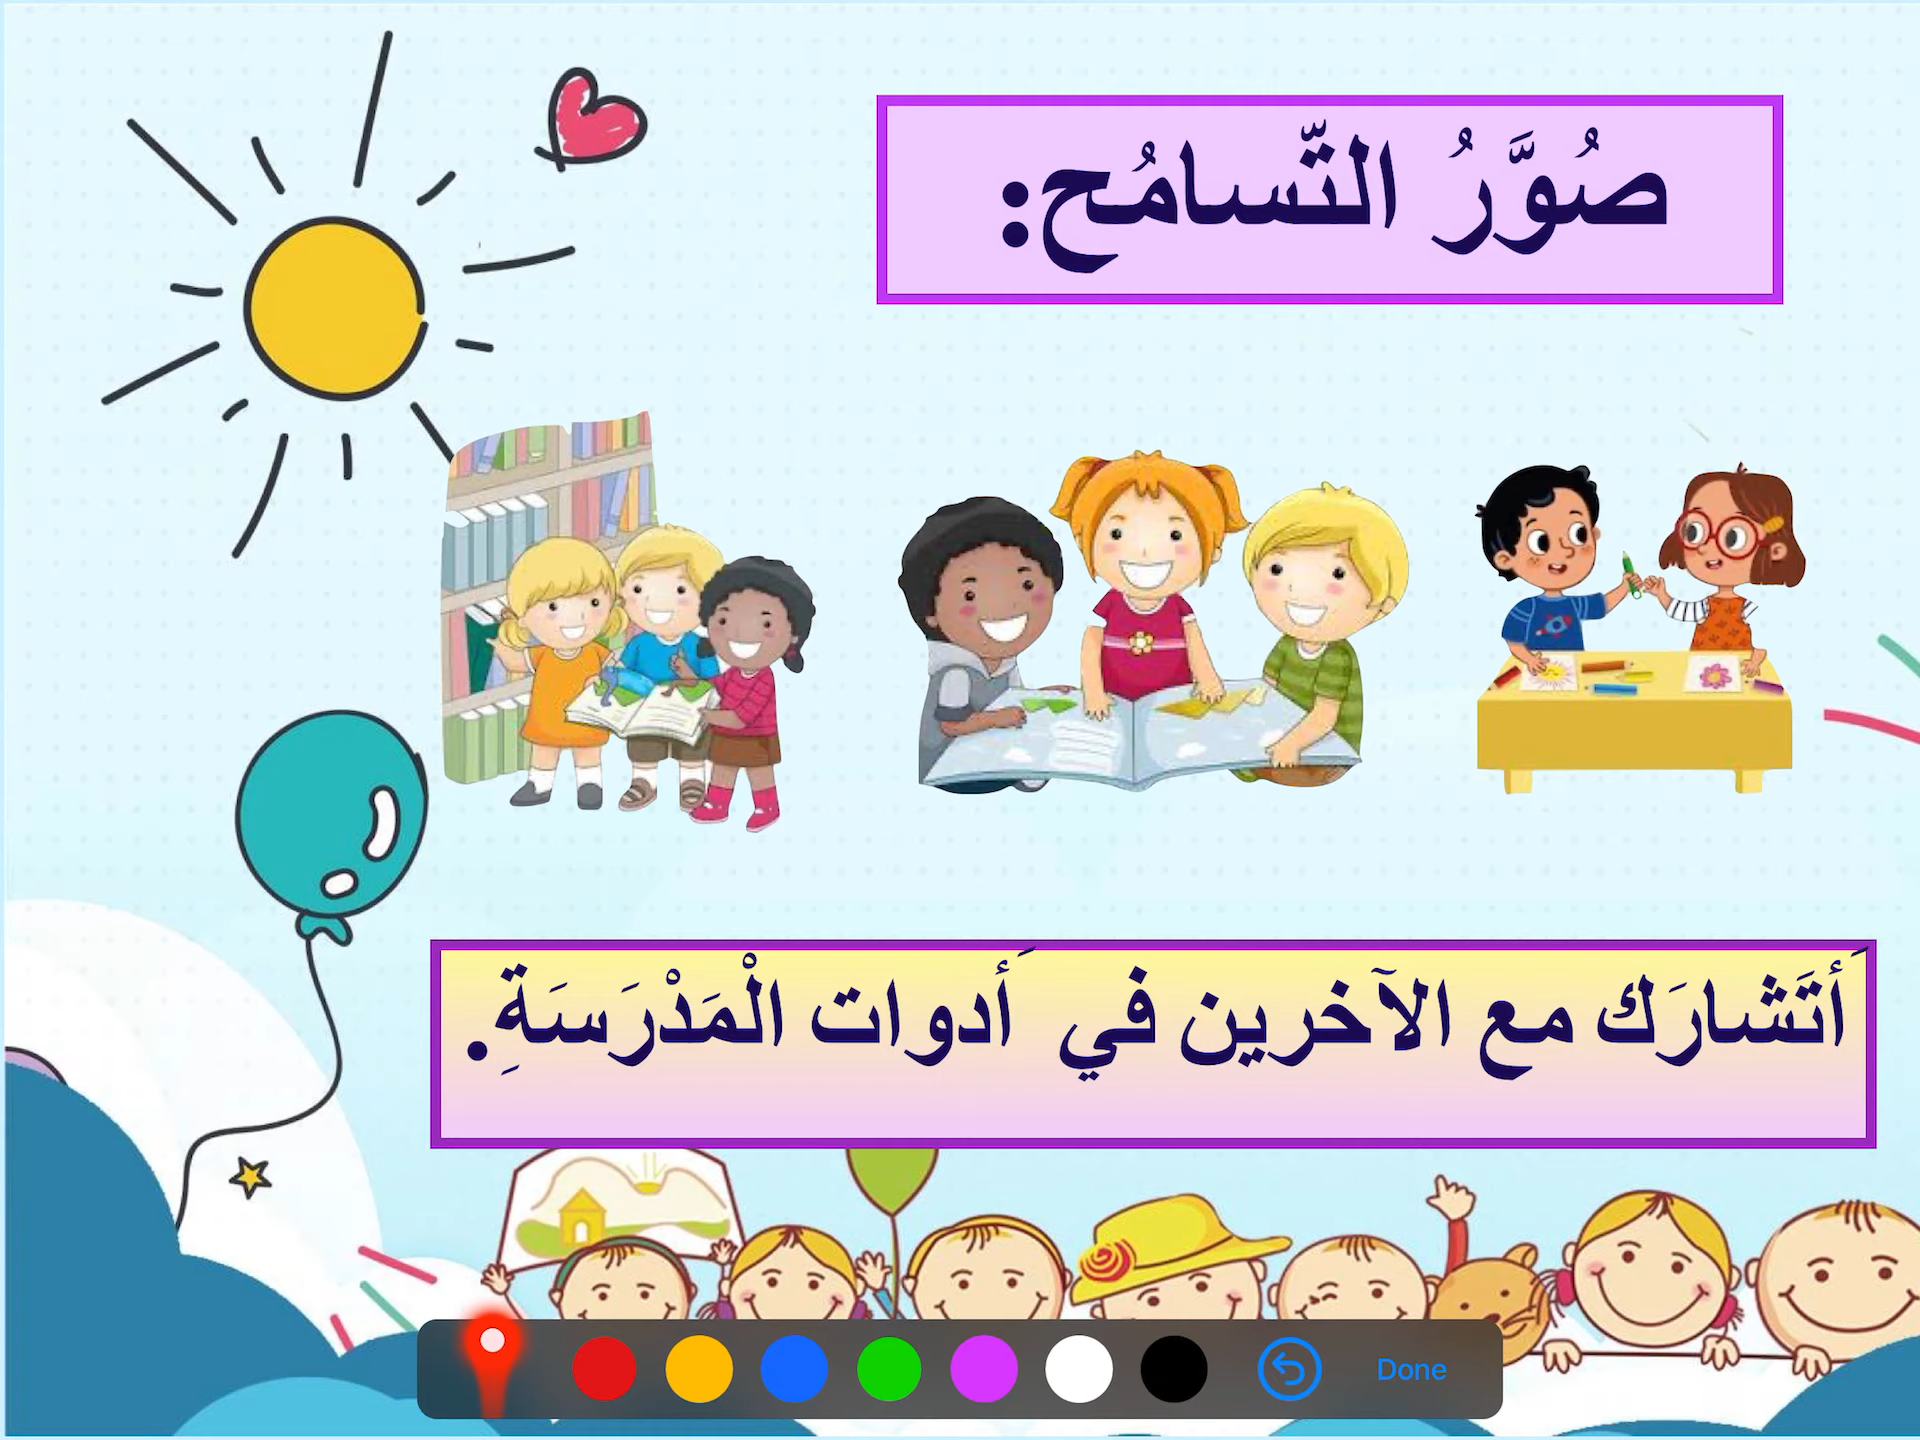 صُوَّرُ التّسامُح:
أَتَشارَك مع الآخرين في أَدوات الْمَدْرَسَةِ.
Done